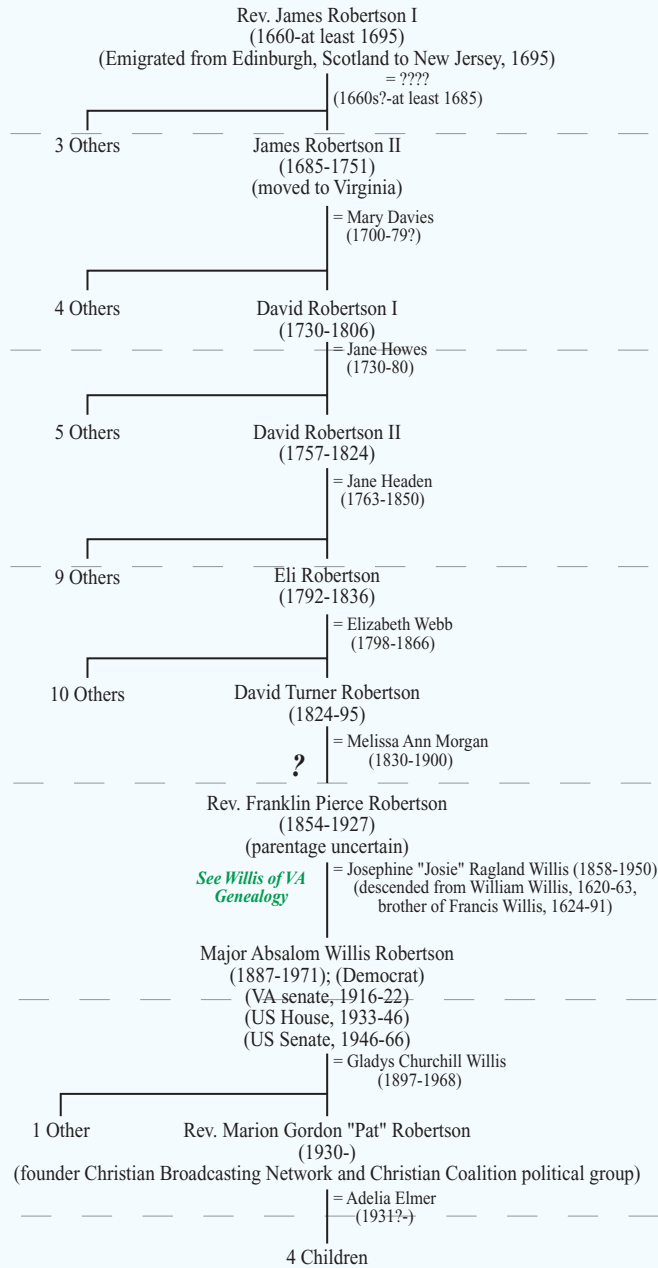 Rev. James Robertson I
(1660-at least 1695)
(Emigrated from Edinburgh, Scotland to New Jersey, 1695)
= ????
(1660s?-at least 1685)
3 Others
James Robertson II
(1685-1751)
(moved to Virginia)
= Mary Davies
(1700-79?)
4 Others
David Robertson I
(1730-1806)
= Jane Howes
(1730-80)
5 Others
David Robertson II
(1757-1824)
= Jane Headen
(1763-1850)
9 Others
Eli Robertson
(1792-1836)
= Elizabeth Webb
(1798-1866)
10 Others
David Turner Robertson
(1824-95)
= Melissa Ann Morgan
(1830-1900)
?
Rev. Franklin Pierce Robertson
(1854-1927)
(parentage uncertain)
See Willis of VA
Genealogy
= Josephine "Josie" Ragland Willis (1858-1950)
(descended from William Willis, 1620-63,
brother of Francis Willis, 1624-91)
Major Absalom Willis Robertson
(1887-1971); (Democrat)
(VA senate, 1916-22)
(US House, 1933-46)
(US Senate, 1946-66)
= Gladys Churchill Willis
(1897-1968)
1 Other
Rev. Marion Gordon "Pat" Robertson
(1930-)
(founder Christian Broadcasting Network and Christian Coalition political group)
= Adelia Elmer
(1931?-)
4 Children